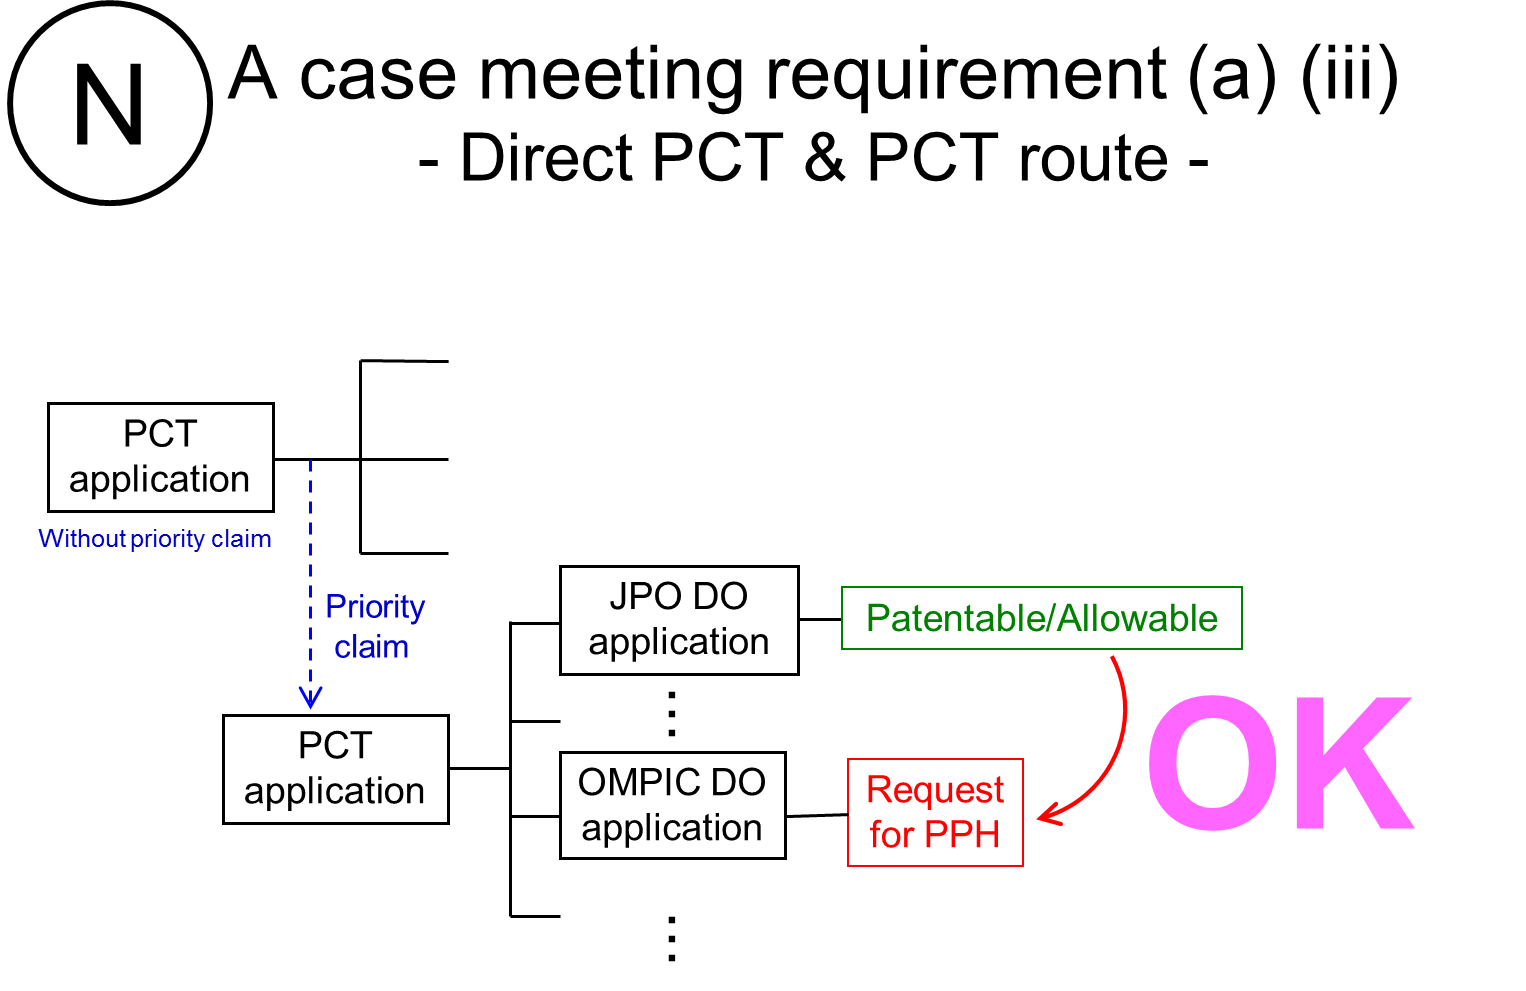 N
A case meeting requirement (a) (iii)
- Direct PCT & PCT route -
PCT
application
Without priority claim
Priority
claim
JPO DO
application
Patentable/Allowable
PCT
application
OMPIC DO
application
Request
for PPH
OK